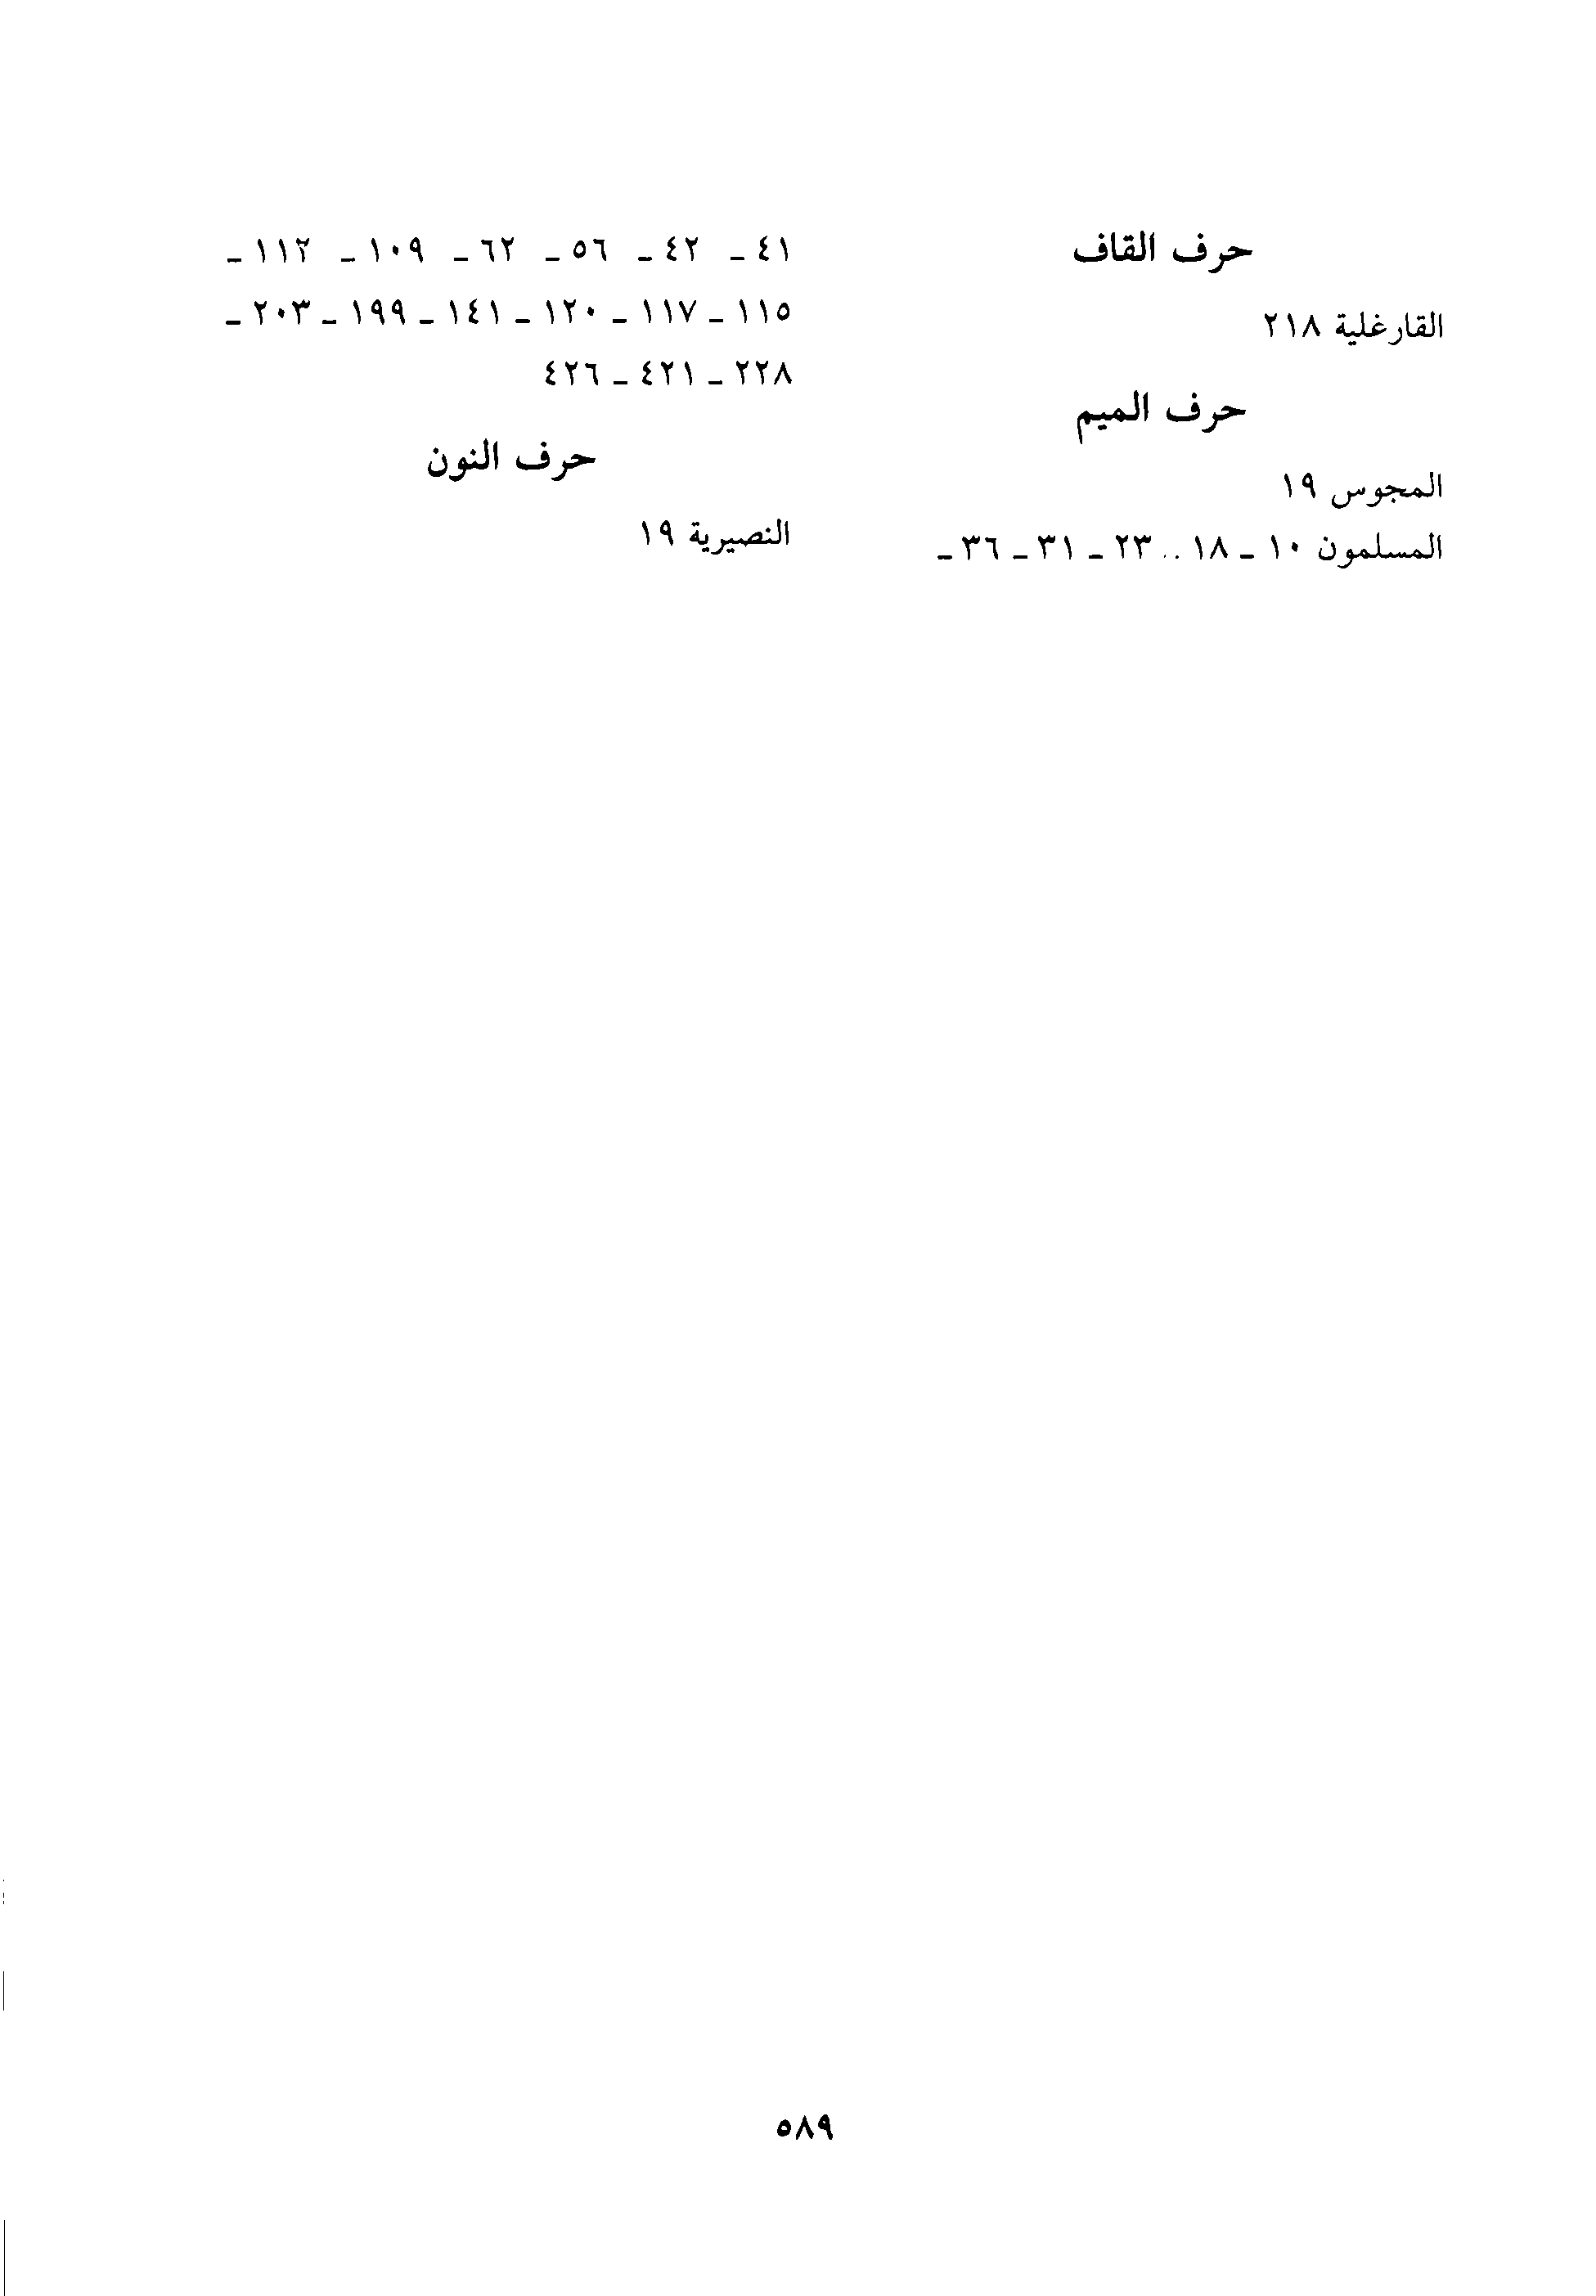 حرف القاف
القارغلية ٢١٨
حرف الميم
المجوس ١٩
المسلمون ١٠ ـ ١٨ .. ٢٣ ـ ٣١ ـ ٣٦ ـ
٤١ ـ ٤٢ ـ ٥٦ ـ ٦٢ ـ ١٠٩ ـ ١١٢ ـ
١١٥ ـ ١١٧ ـ ١٢٠ ـ ١٤١ ـ ١٩٩ ـ ٢٠٣ ـ
٢٢٨ ـ ٤٢١ ـ ٤٢٦
حرف النون
النصيرية ١٩
٥٨٩